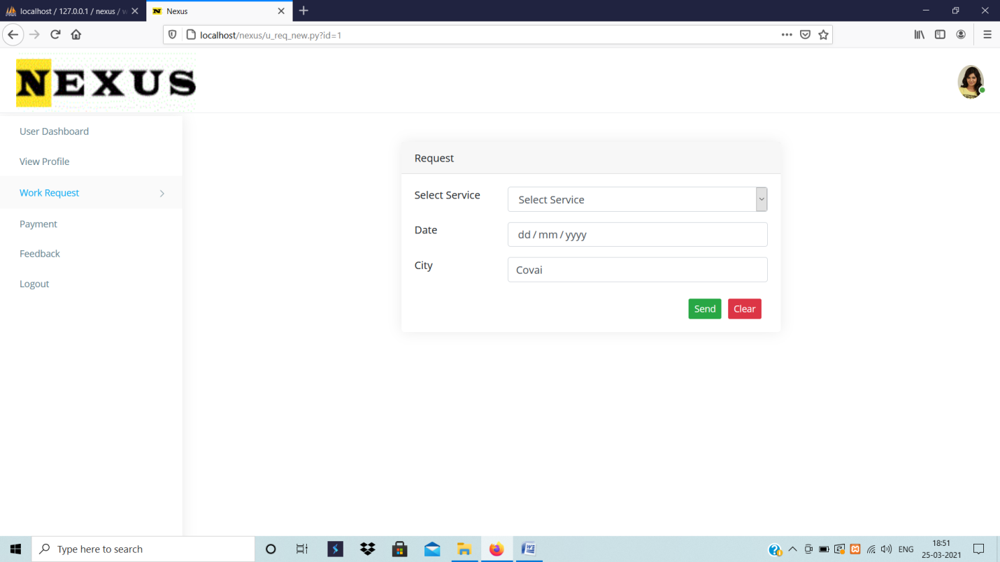 localhost / 127.0.0.1 / nexus /
Nexus
localhost/nexus/u_req_new.py?id=1
NEXUS
User Dashboard
View Profile
Work Request
Payment
Feedback
Logout
Request
Select Service
Select Service
Date
dd / mm / yyyy
City
Covai
Send
Clear
Type here to search
ENG
18:51
25-03-2021